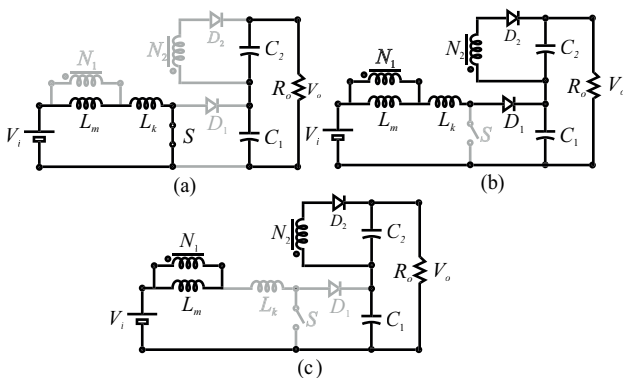 N₁
N₂
D₂
C₂
Lₘ
Lₖ
D₁
Rₒ
Vₒ
Vᵢ
S
C₁
(a)
N₁
N₂
D₂
C₂
Lₘ
Lₖ
D₁
Rₒ
Vₒ
Vᵢ
S
C₁
(b)
N₁
N₂
D₂
C₂
Lₘ
Lₖ
D₁
Rₒ
Vₒ
Vᵢ
S
C₁
(c)